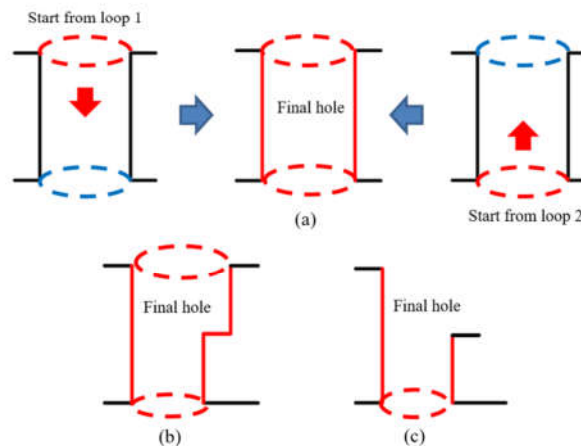 Start from loop 1
Final hole
Start from loop 2
(a)
Final hole
Final hole
(b)
(c)